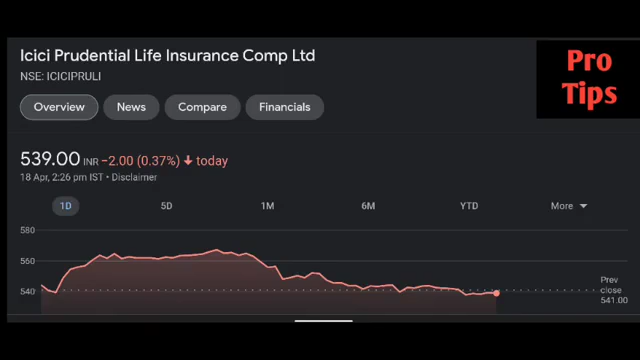 Icici Prudential Life Insurance Comp Ltd
NSE: ICICIPRULI
Pro
Tips
Overview
News
Compare
Financials
539.00 INR −2.00 (0.37%) ↓ today
18 Apr, 2:26 pm IST • Disclaimer
1D
5D
1M
6M
YTD
More
580
560
540
Prev
close
541.00